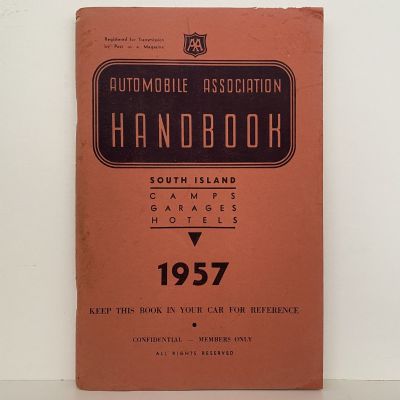 Registered for Transmission
by Post as a Magazine
AA
AUTOMOBILE ASSOCIATION
HANDBOOK
SOUTH ISLAND
CAMPS
GARAGES
HOTELS
1957
KEEP THIS BOOK IN YOUR CAR FOR REFERENCE
CONFIDENTIAL — MEMBERS ONLY
ALL RIGHTS RESERVED